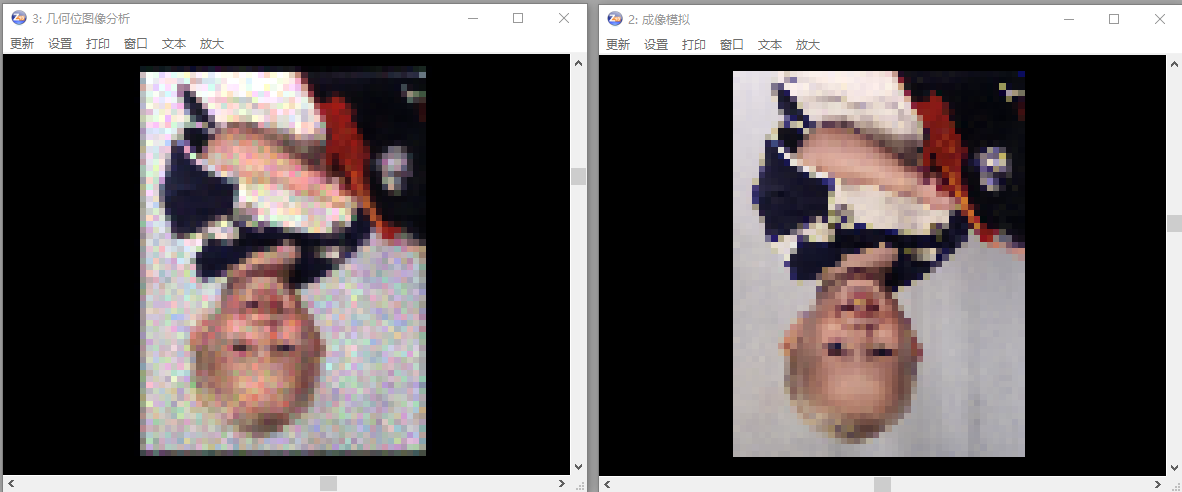 3: 几何位图像分析
更新 设置 打印 窗口 文本 放大
2: 成像模拟
更新 设置 打印 窗口 文本 放大